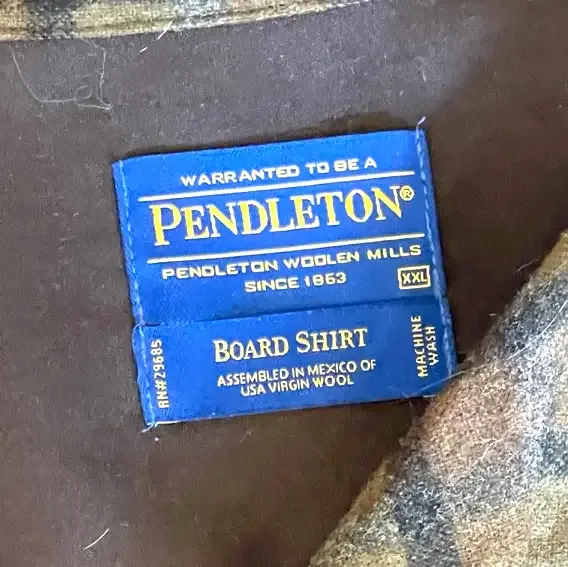 WARRANTED TO BE A
PENDLETON®
PENDLETON WOOLEN MILLS
SINCE 1863
XXL
RN#29685
BOARD SHIRT
ASSEMBLED IN MEXICO OF
USA VIRGIN WOOL
MACHINE
WASH